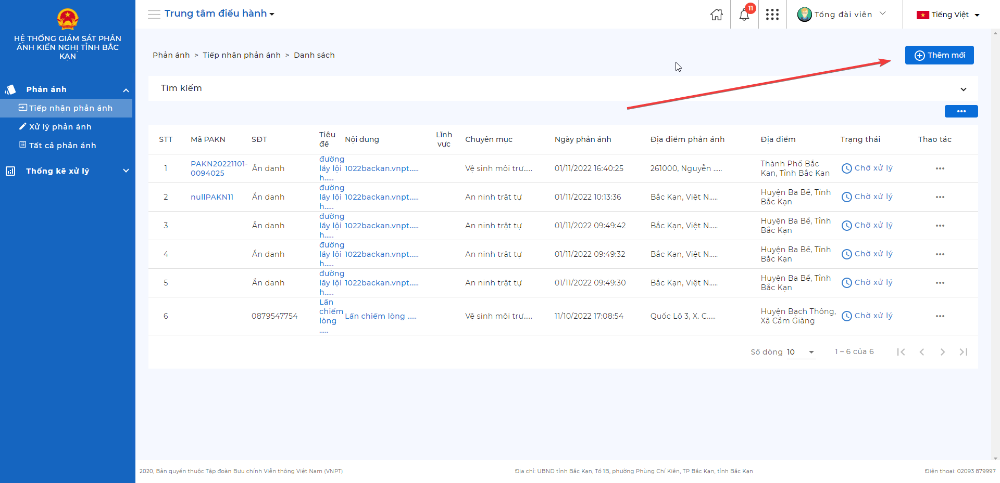 HỆ THỐNG GIÁM SÁT PHẢN
ÁNH KIẾN NGHỊ TỈNH BẮC
KẠN
Phản ánh
Tiếp nhận phản ánh
Xử lý phản ánh
Tất cả phản ánh
Thống kê xử lý
Trung tâm điều hành
11
Tổng đài viên
Tiếng Việt
Phản ánh > Tiếp nhận phản ánh > Danh sách
Thêm mới
Tìm kiếm
STT Mã PAKN SĐT Tiêu đề Nội dung Lĩnh vực Chuyên mục Ngày phản ánh Địa điểm phản ánh Địa điểm Trạng thái Thao tác
1 PAKN20221101-0094025 Ẩn danh đường lầy lội h..... 1022backan.vnpt..... Vệ sinh môi trư..... 01/11/2022 16:40:25 261000, Nguyễn ..... Thành Phố Bắc Kạn, Tỉnh Bắc Kạn Chờ xử lý
2 nullPAKN11 Ẩn danh đường lầy lội h..... 1022backan.vnpt..... An ninh trật tự 01/11/2022 10:13:36 Bắc Kạn, Việt N..... Huyện Ba Bể, Tỉnh Bắc Kạn Chờ xử lý
3 Ẩn danh đường lầy lội h..... 1022backan.vnpt..... An ninh trật tự 01/11/2022 09:49:42 Bắc Kạn, Việt N..... Huyện Ba Bể, Tỉnh Bắc Kạn Chờ xử lý
4 Ẩn danh đường lầy lội h..... 1022backan.vnpt..... An ninh trật tự 01/11/2022 09:49:32 Bắc Kạn, Việt N..... Huyện Ba Bể, Tỉnh Bắc Kạn Chờ xử lý
5 Ẩn danh đường lầy lội h..... 1022backan.vnpt..... An ninh trật tự 01/11/2022 09:49:30 Bắc Kạn, Việt N..... Huyện Ba Bể, Tỉnh Bắc Kạn Chờ xử lý
6 0879547754 Lấn chiếm lòng ..... Lấn chiếm lòng ..... Vệ sinh môi trư..... 11/10/2022 17:08:54 Quốc Lộ 3, X. C..... Huyện Bạch Thông, Xã Cẩm Giàng Chờ xử lý
Số dòng 10 1 – 6 của 6
2020, Bản quyền thuộc Tập đoàn Bưu chính Viễn thông Việt Nam (VNPT)
Địa chỉ: UBND tỉnh Bắc Kạn, Tổ 1B, phường Phùng Chí Kiên, TP Bắc Kạn, tỉnh Bắc Kạn
Điện thoại: 02093 879997